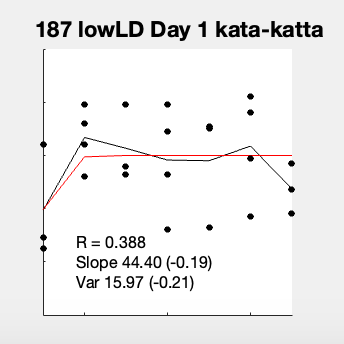 187 lowLD Day 1 kata-katta
R = 0.388
Slope 44.40 (-0.19)
Var 15.97 (-0.21)